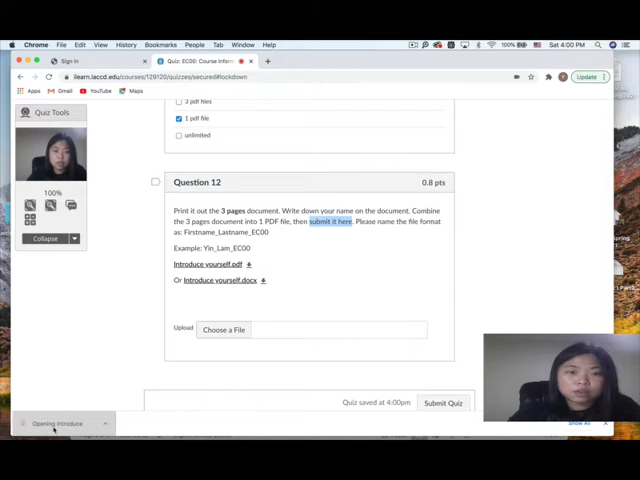 Chrome File Edit View History Bookmarks People Tab Window Help 100% Sat 4:00 PM
Sign In Quiz: EC00: Course Inform
ilearn.laccd.edu/courses/129120/quizzes/secured#lockdown Update
Apps Gmail YouTube Maps
Quiz Tools
100%
Collapse
3 pdf files
1 pdf file
unlimited
Question 12 0.8 pts
Print it out the 3 pages document. Write down your name on the document. Combine
the 3 pages document into 1 PDF file, then submit it here. Please name the file format
as: Firstname_Lastname_EC00
Example: Yin_Lam_EC00
Introduce yourself.pdf
Or Introduce yourself.docx
Upload Choose a File
Quiz saved at 4:00pm Submit Quiz
Opening Introduce Show All